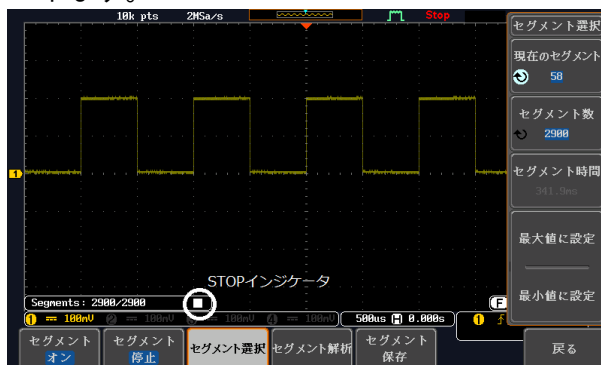 10k pts 2MSa/s Stop
セグメント選択
現在のセグメント
58
セグメント数
2900
セグメント時間
341.9ms
最大値に設定
最小値に設定
STOPインジケータ
Segments: 2900/2900
F
1 100mV 2 100mV 100mV 4 100mV 500us H 0.000s 1
セグメント オン
セグメント 停止
セグメント選択
セグメント解析
セグメント 保存
戻る